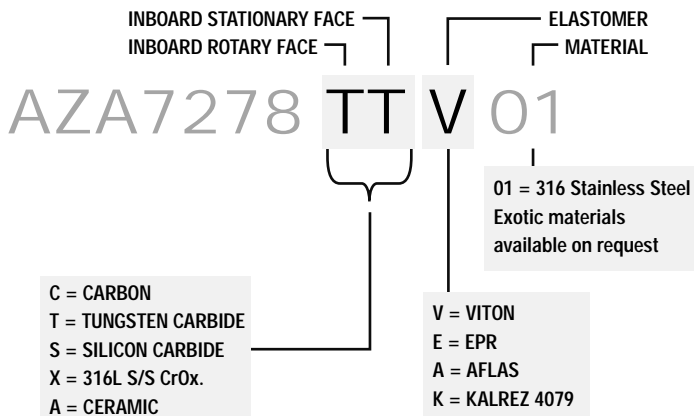 INBOARD STATIONARY FACE
INBOARD ROTARY FACE
ELASTOMER
MATERIAL
AZA7278 TT V 01
01 = 316 Stainless Steel
Exotic materials
available on request
C = CARBON
T = TUNGSTEN CARBIDE
S = SILICON CARBIDE
X = 316L S/S CrOx.
A = CERAMIC
V = VITON
E = EPR
A = AFLAS
K = KALREZ 4079